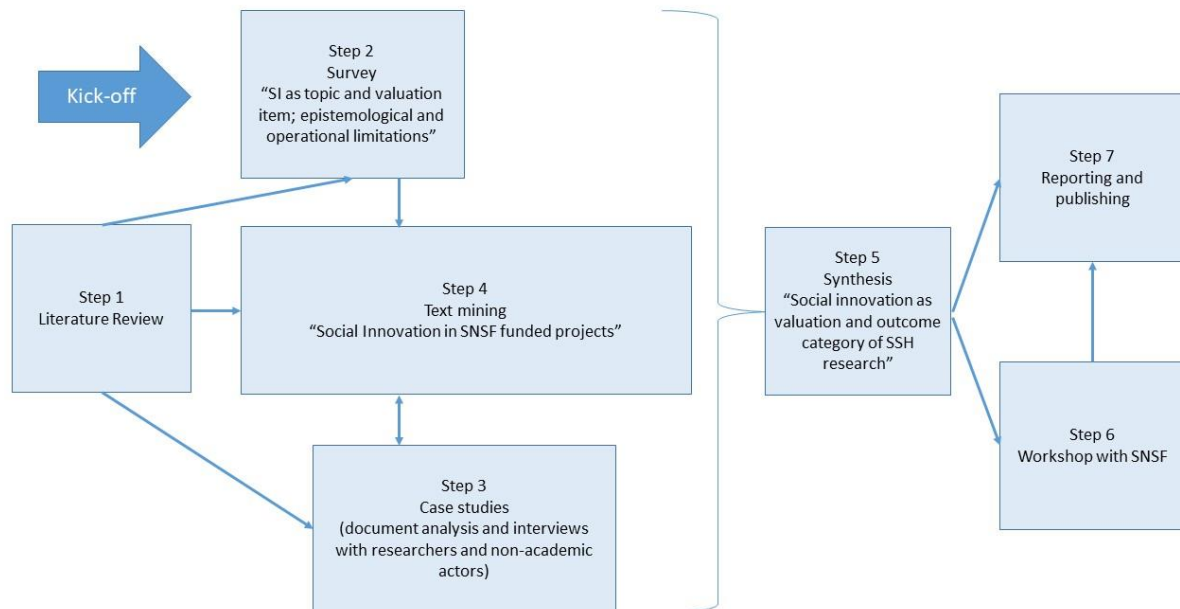 Kick-off
Step 2
Survey
“SI as topic and valuation
item; epistemological and
operational limitations”
Step 1
Literature Review
Step 4
Text mining
“Social Innovation in SNSF funded projects”
Step 3
Case studies
(document analysis and interviews
with researchers and non-academic
actors)
Step 5
Synthesis
“Social innovation as
valuation and outcome
category of SSH
research”
Step 7
Reporting and
publishing
Step 6
Workshop with SNSF